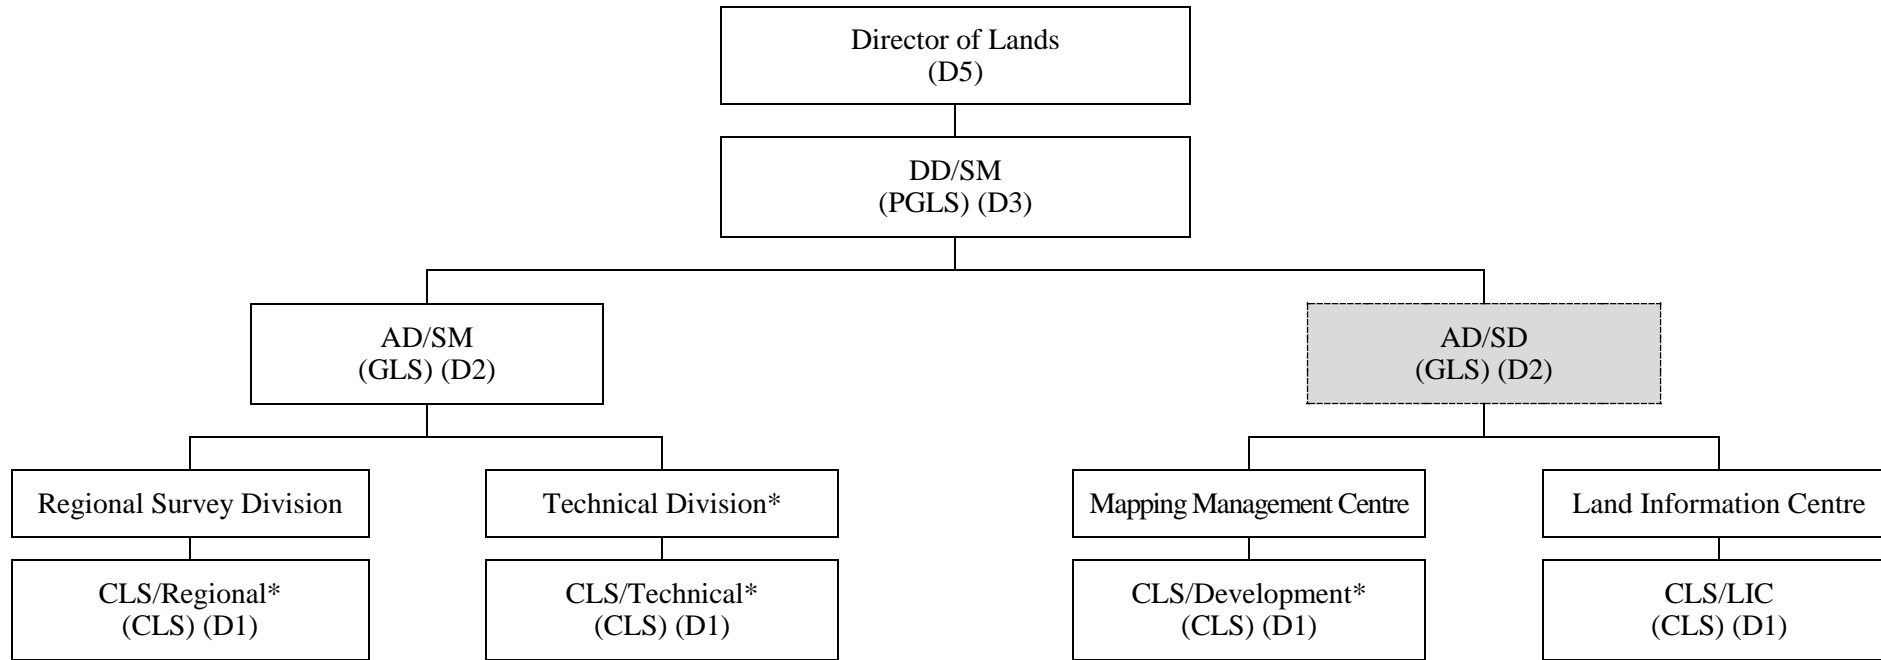 Director of Lands
(D5)
DD/SM
(PGLS) (D3)
AD/SM
(GLS) (D2)
AD/SD
(GLS) (D2)
Regional Survey Division
Technical Division*
Mapping Management Centre
Land Information Centre
CLS/Regional*
(CLS) (D1)
CLS/Technical*
(CLS) (D1)
CLS/Development*
(CLS) (D1)
CLS/LIC
(CLS) (D1)